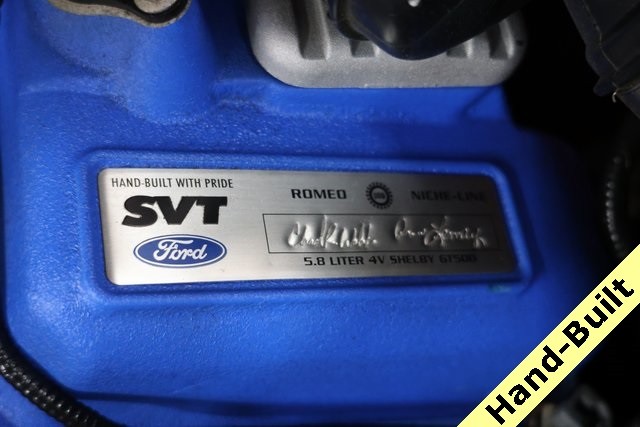 HAND-BUILT WITH PRIDE
SVT
Ford
ROMEO NICHE-LINE
5.8 LITER 4V SHELBY GT500
Hand-Built